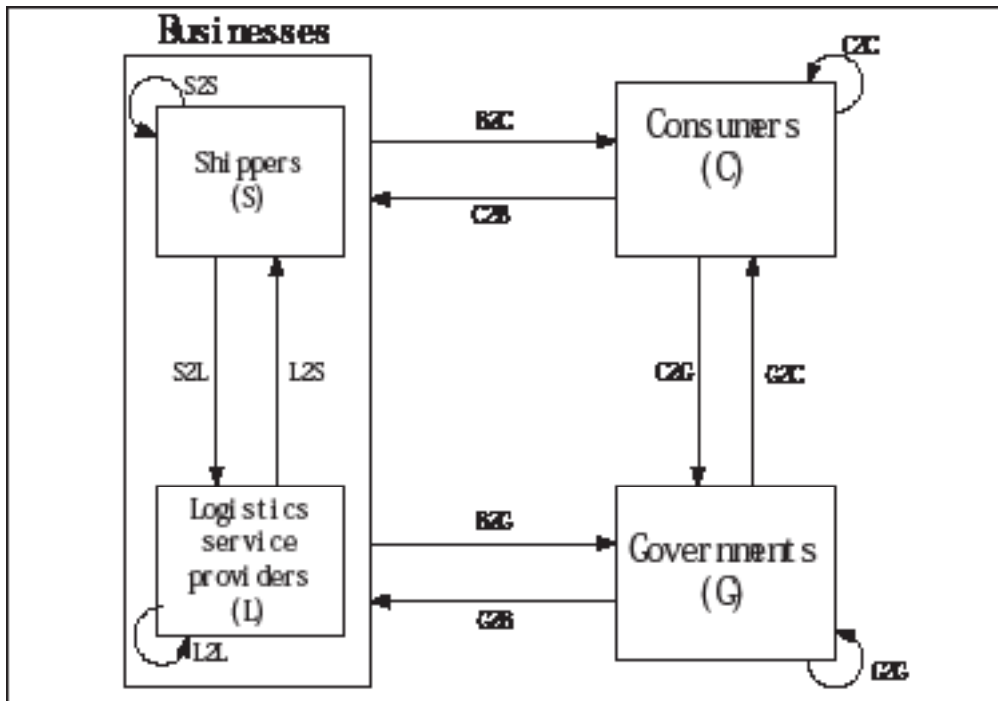 Businesses
S2S
Shippers
(S)
S2L
L2S
Logistics
service
providers
(L)
L2L
B2C
C2B
C2C
Consumers
(C)
C2G
G2C
B2G
G2B
Governments
(G)
G2G